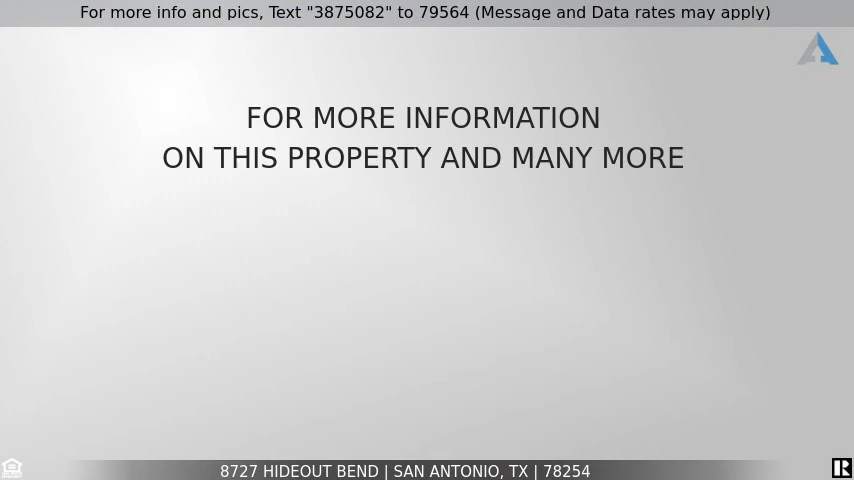 For more info and pics, Text "3875082" to 79564 (Message and Data rates may apply)
FOR MORE INFORMATION
ON THIS PROPERTY AND MANY MORE
8727 HIDEOUT BEND | SAN ANTONIO, TX | 78254